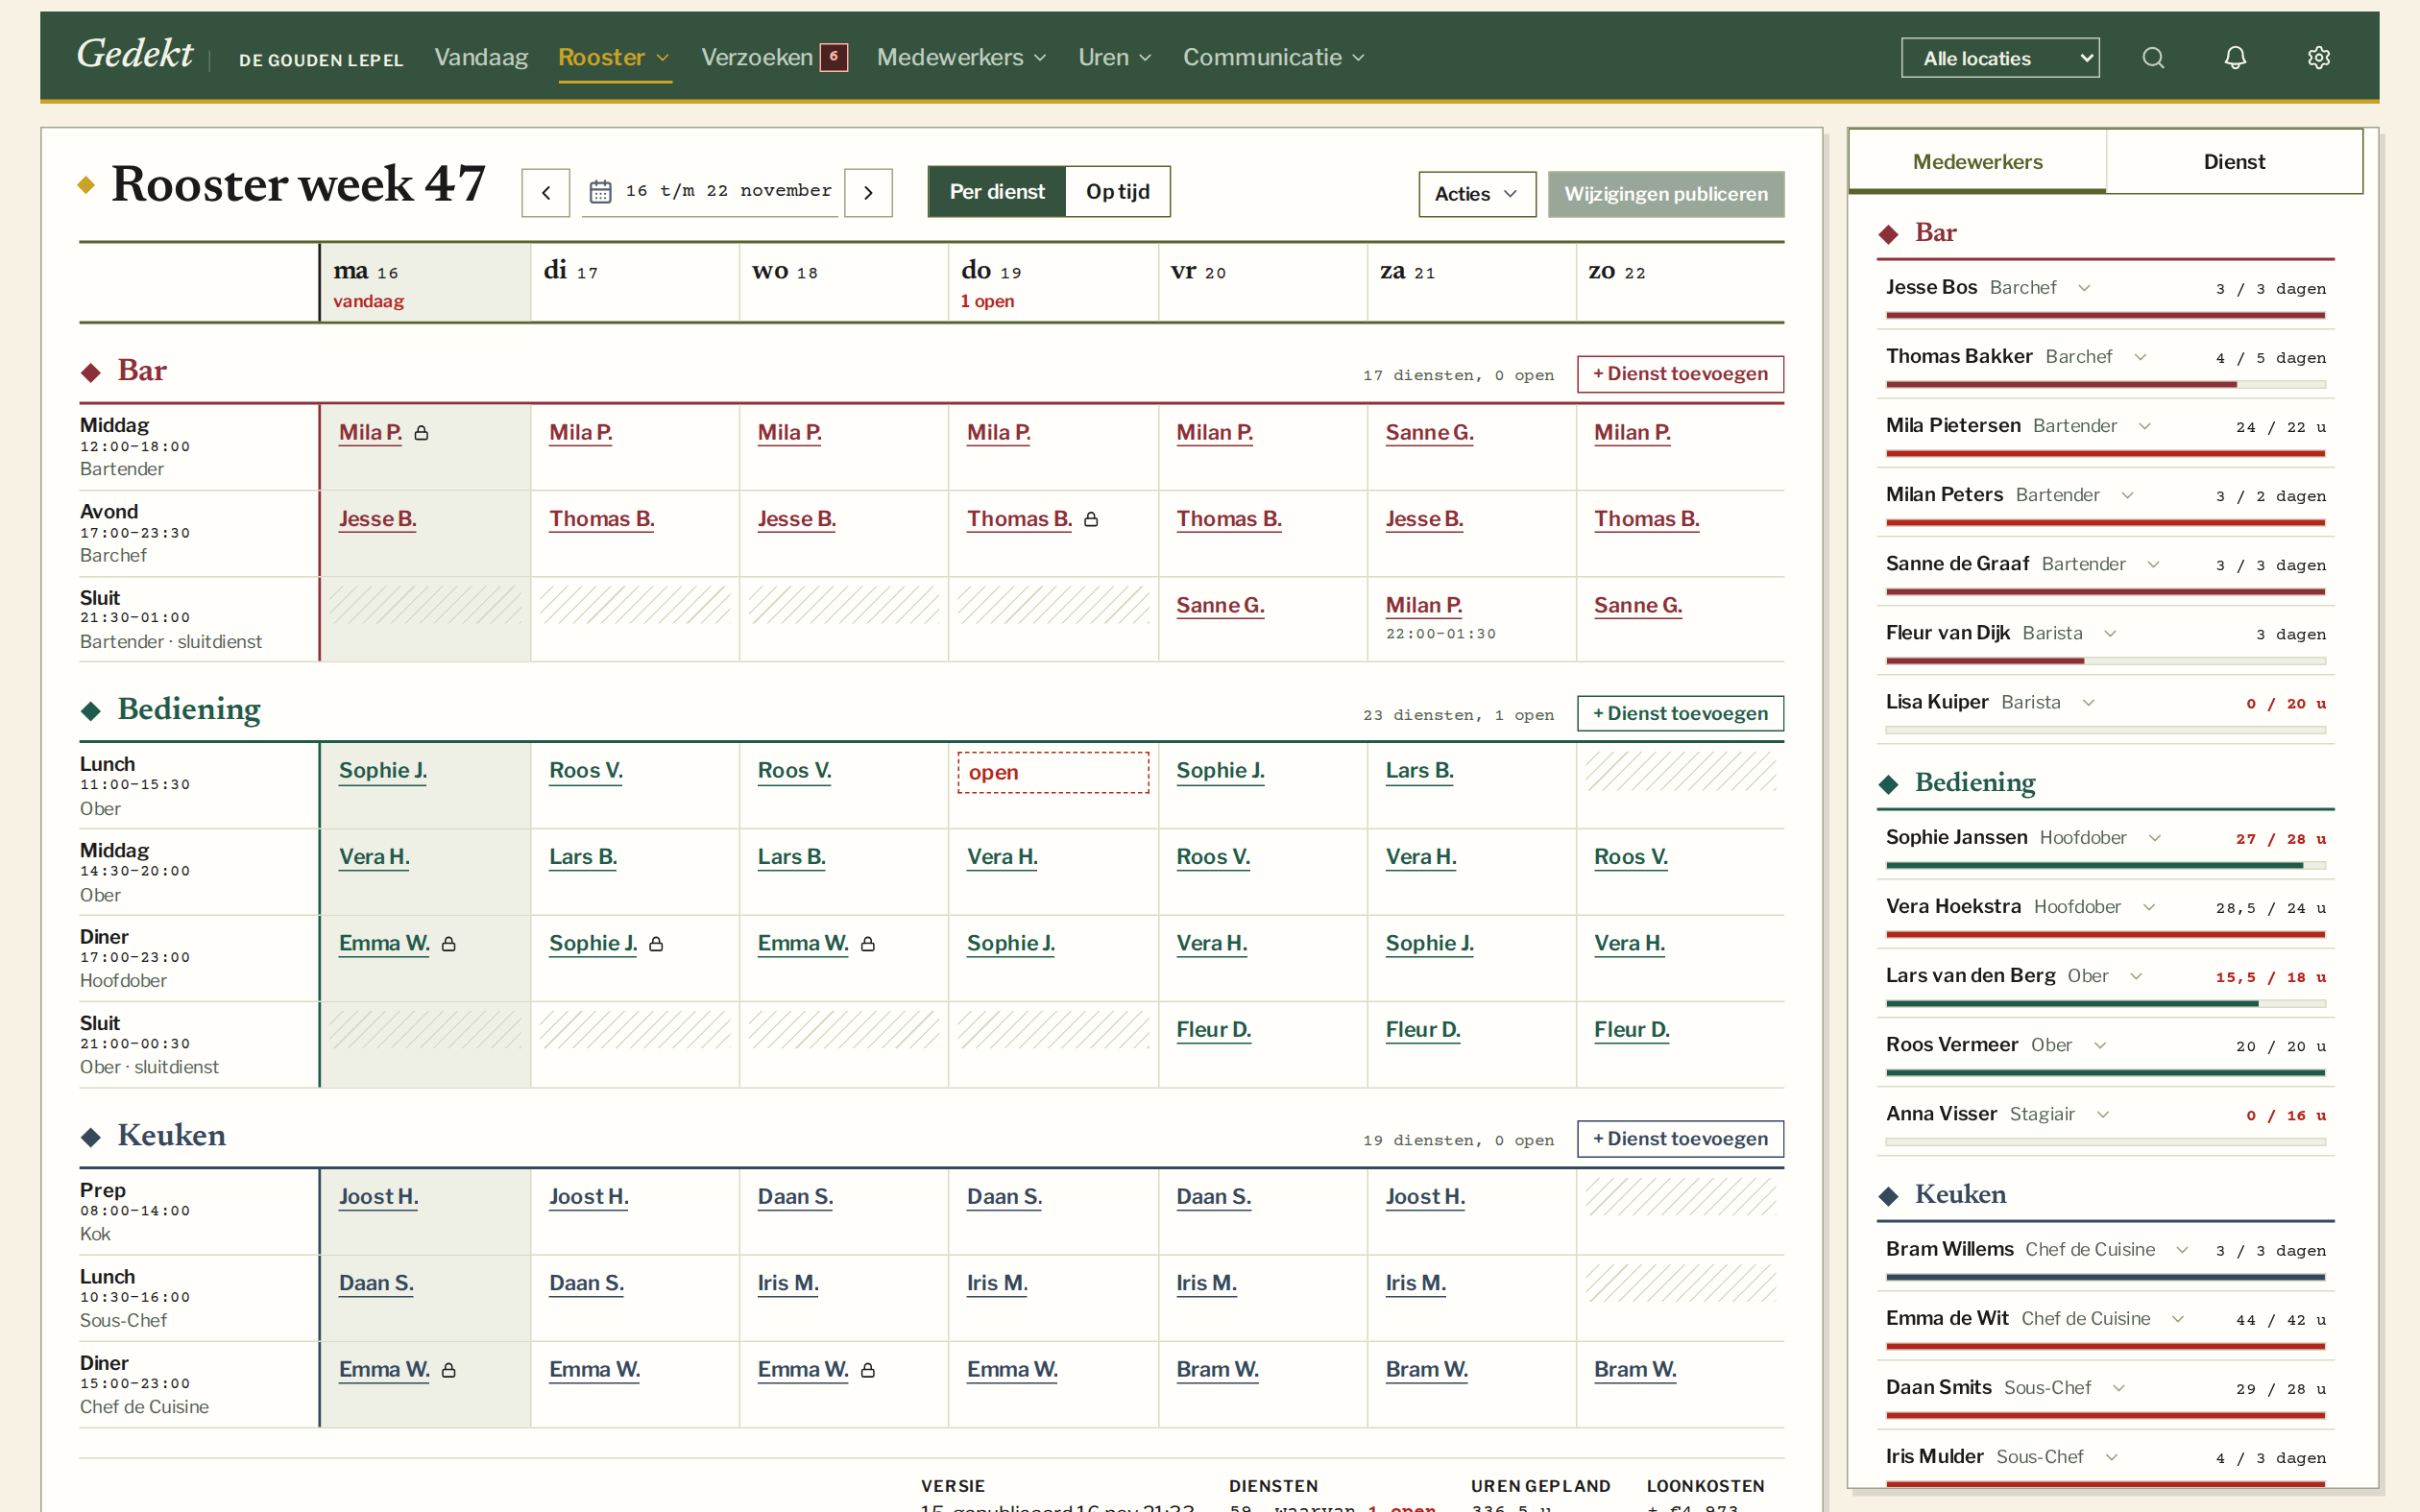 Gedekt DE GOUDEN LEPEL Vandaag Rooster Verzoeken 6 Medewerkers Uren Communicatie Alle locaties
Rooster week 47 16 t/m 22 november Per dienst Op tijd Acties Wijzigingen publiceren
ma 16 di 17 wo 18 do 19 vr 20 za 21 zo 22
vandaag 1 open
Bar 17 diensten, 0 open + Dienst toevoegen
Middag Mila P. Mila P. Mila P. Mila P. Milan P. Sanne G. Milan P.
12:00–18:00
Bartender
Avond Jesse B. Thomas B. Jesse B. Thomas B. Thomas B. Jesse B. Thomas B.
17:00–23:30
Barchef
Sluit Sanne G. Milan P. Sanne G.
21:30–01:00 22:00–01:30
Bartender · sluitdienst
Bediening 23 diensten, 1 open + Dienst toevoegen
Lunch Sophie J. Roos V. Roos V. open Sophie J. Lars B.
11:00–15:30
Ober
Middag Vera H. Lars B. Lars B. Vera H. Roos V. Vera H. Roos V.
14:30–20:00
Ober
Diner Emma W. Sophie J. Emma W. Sophie J. Vera H. Sophie J. Vera H.
17:00–23:00
Hoofdober
Sluit Fleur D. Fleur D. Fleur D.
21:00–00:30
Ober · sluitdienst
Keuken 19 diensten, 0 open + Dienst toevoegen
Prep Joost H. Joost H. Daan S. Daan S. Daan S. Joost H.
08:00–14:00
Kok
Lunch Daan S. Daan S. Iris M. Iris M. Iris M. Iris M.
10:30–16:00
Sous-Chef
Diner Emma W. Emma W. Emma W. Emma W. Bram W. Bram W. Bram W.
15:00–23:00
Chef de Cuisine
VERSIE DIENSTEN UREN GEPLAND LOONKOSTEN
15, gepubliceerd 16 nov 21:33 59, waarvan 1 open 336,5 u ± €4.973
Medewerkers Dienst
Bar
Jesse Bos Barchef 3 / 3 dagen
Thomas Bakker Barchef 4 / 5 dagen
Mila Pietersen Bartender 24 / 22 u
Milan Peters Bartender 3 / 2 dagen
Sanne de Graaf Bartender 3 / 3 dagen
Fleur van Dijk Barista 3 dagen
Lisa Kuiper Barista 0 / 20 u
Bediening
Sophie Janssen Hoofdober 27 / 28 u
Vera Hoekstra Hoofdober 28,5 / 24 u
Lars van den Berg Ober 15,5 / 18 u
Roos Vermeer Ober 20 / 20 u
Anna Visser Stagiair 0 / 16 u
Keuken
Bram Willems Chef de Cuisine 3 / 3 dagen
Emma de Wit Chef de Cuisine 44 / 42 u
Daan Smits Sous-Chef 29 / 28 u
Iris Mulder Sous-Chef 4 / 3 dagen